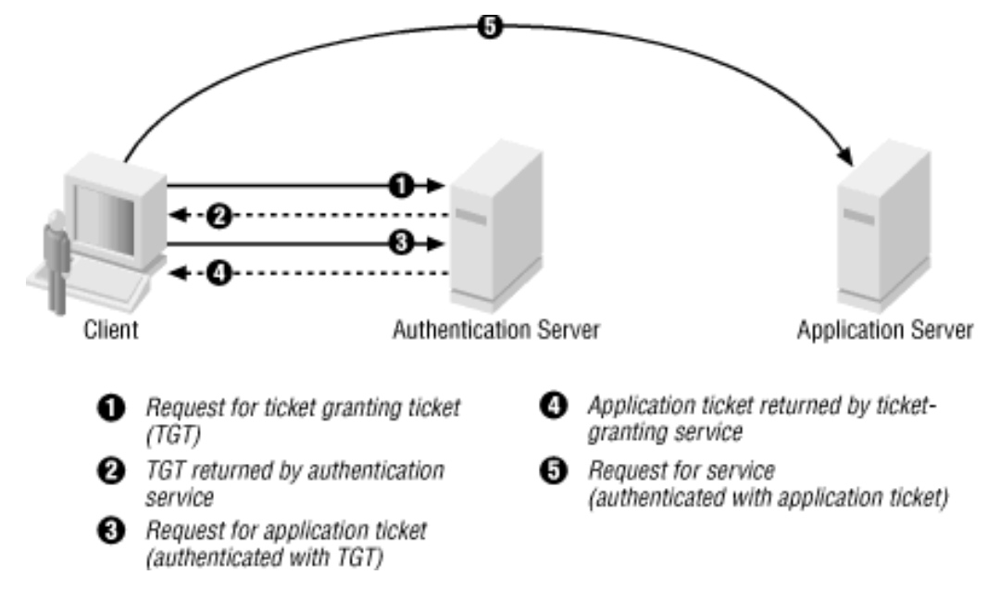 5
1
2
3
4
Client
Authentication Server
Application Server
1 Request for ticket granting ticket
(TGT)
2 TGT returned by authentication
service
3 Request for application ticket
(authenticated with TGT)
4 Application ticket returned by ticket-
granting service
5 Request for service
(authenticated with application ticket)